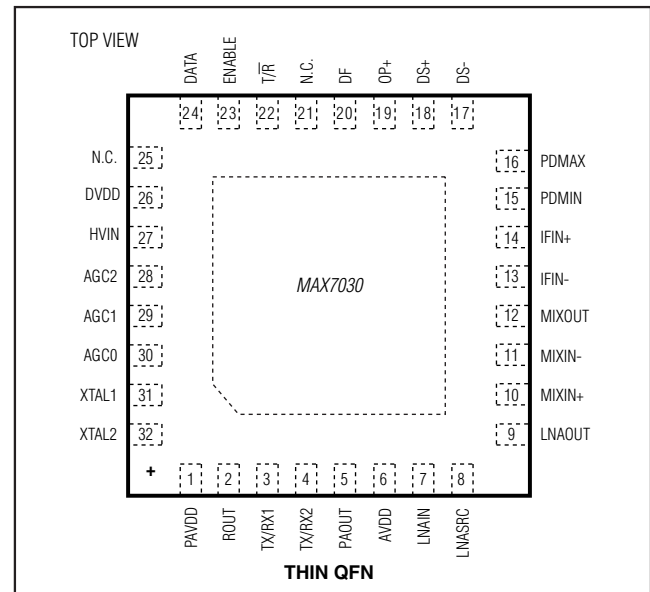 TOP VIEW
DATA
ENABLE
T/R̅
N.C.
DF
OP+
DS+
DS-
24
23
22
21
20
19
18
17
N.C. 25
DVDD 26
HVIN 27
AGC2 28
AGC1 29
AGC0 30
XTAL1 31
XTAL2 32
MAX7030
16 PDMAX
15 PDMIN
14 IFIN+
13 IFIN-
12 MIXOUT
11 MIXIN-
10 MIXIN+
9 LNAOUT
+
1
2
3
4
5
6
7
8
PAVDD
ROUT
TX/RX1
TX/RX2
PAOUT
AVDD
LNAIN
LNASRC
THIN QFN